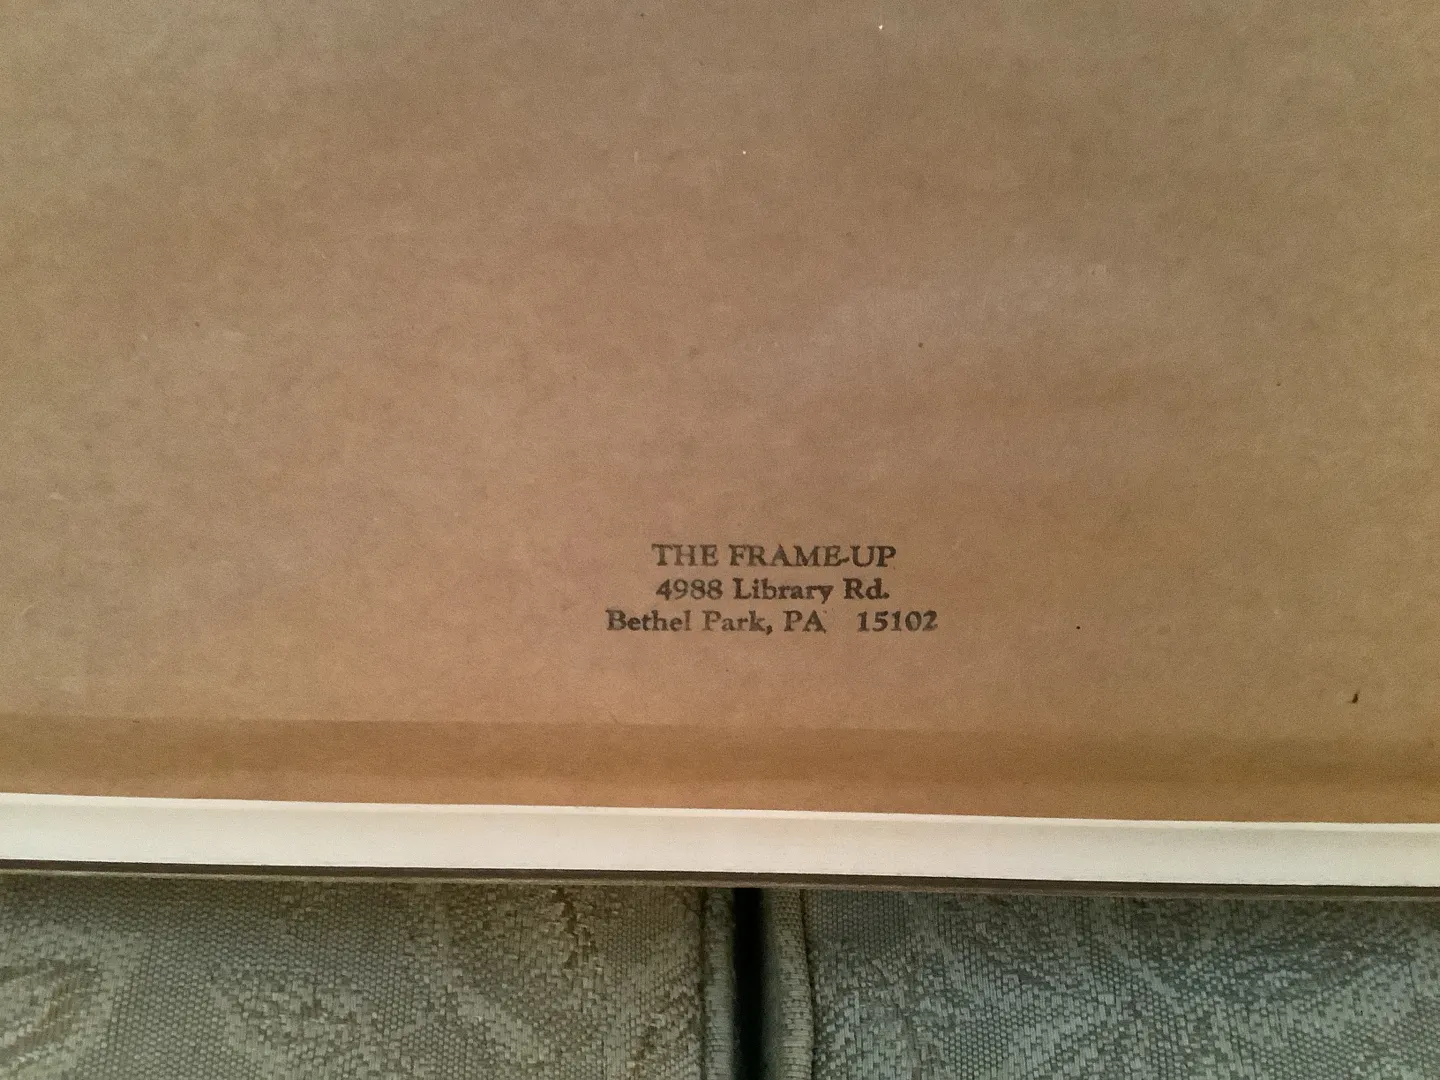 THE FRAME-UP
4988 Library Rd.
Bethel Park, PA 15102